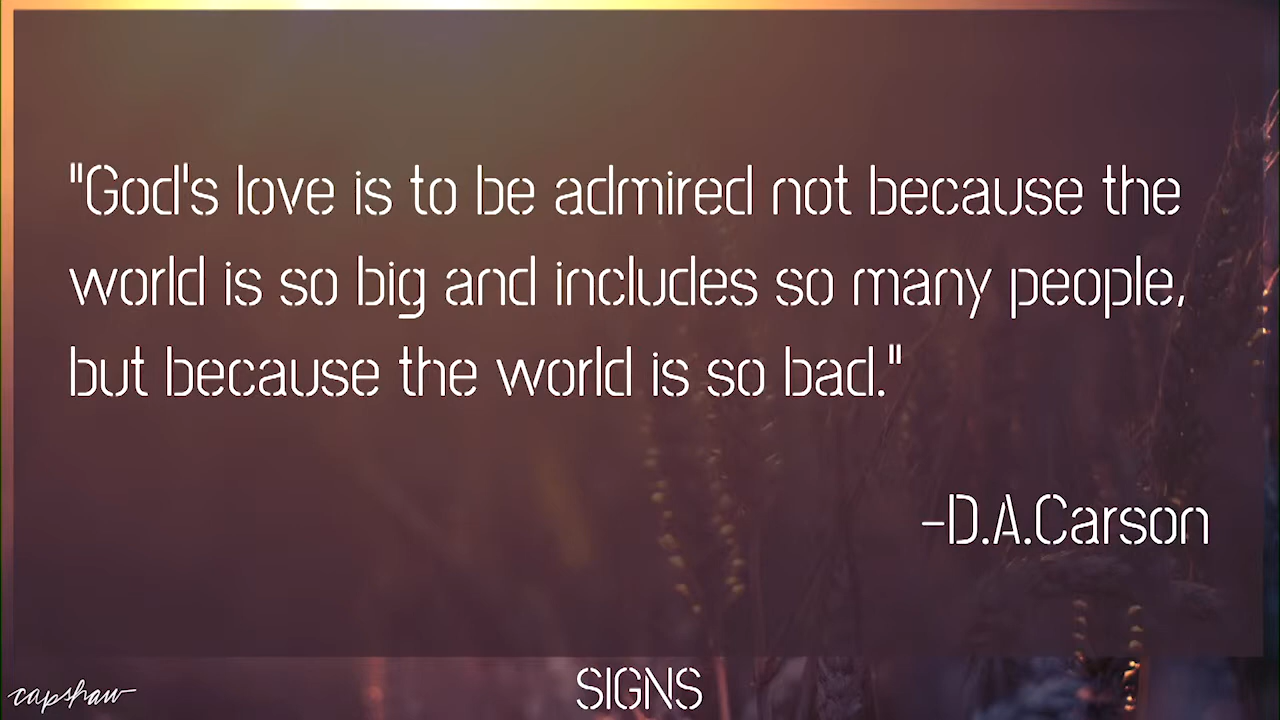 "God's love is to be admired not because the
world is so big and includes so many people,
but because the world is so bad."
-D.A.Carson
capshaw
SIGNS